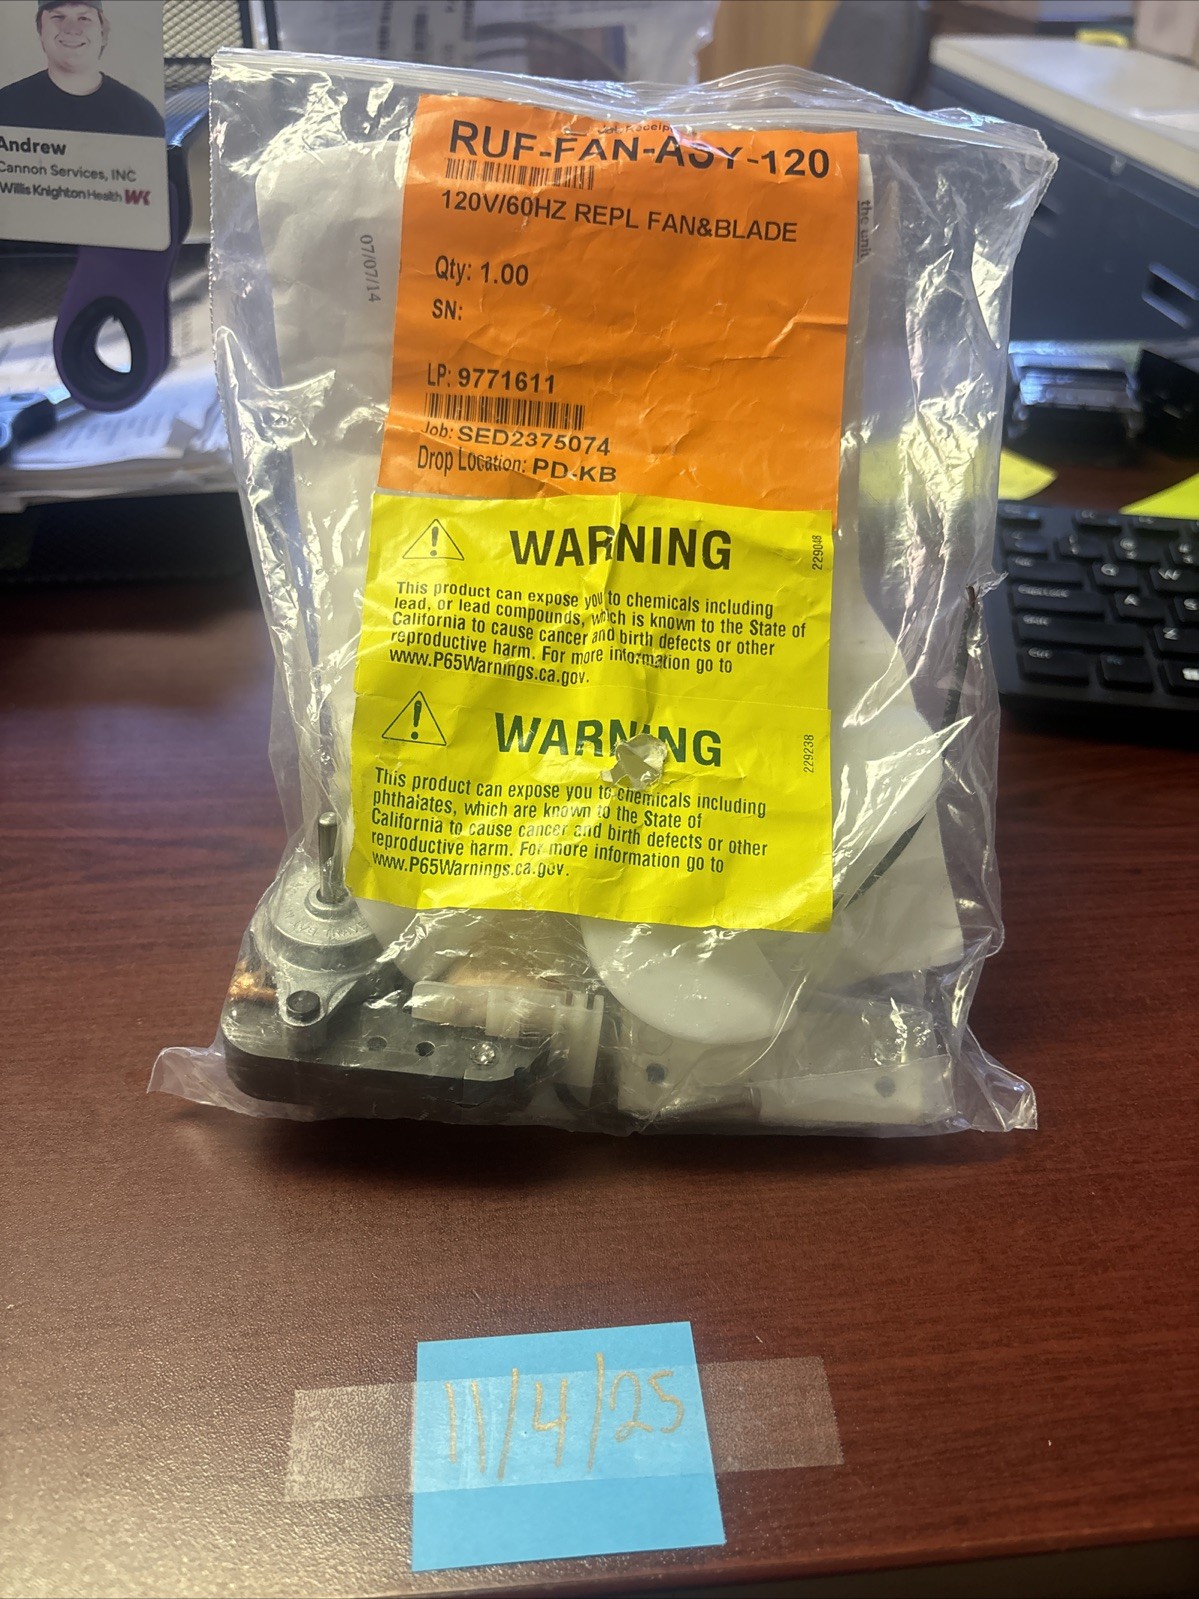 Andrew
Cannon Services, INC
Willis Knighton Health WK
Receipt
RUF-FAN-ASY-120
120V/60HZ REPL FAN&BLADE
Qty: 1.00
SN:
LP: 9771611
Job: SED2375074
Drop Location: PD-KB
07/07/14
the unit
WARNING
229048
This product can expose you to chemicals including
lead, or lead compounds, which is known to the State of
California to cause cancer and birth defects or other
reproductive harm. For more information go to
www.P65Warnings.ca.gov.
WARNING
229238
This product can expose you to chemicals including
phthalates, which are known to the State of
California to cause cancer and birth defects or other
reproductive harm. For more information go to
www.P65Warnings.ca.gov.
11/4/25